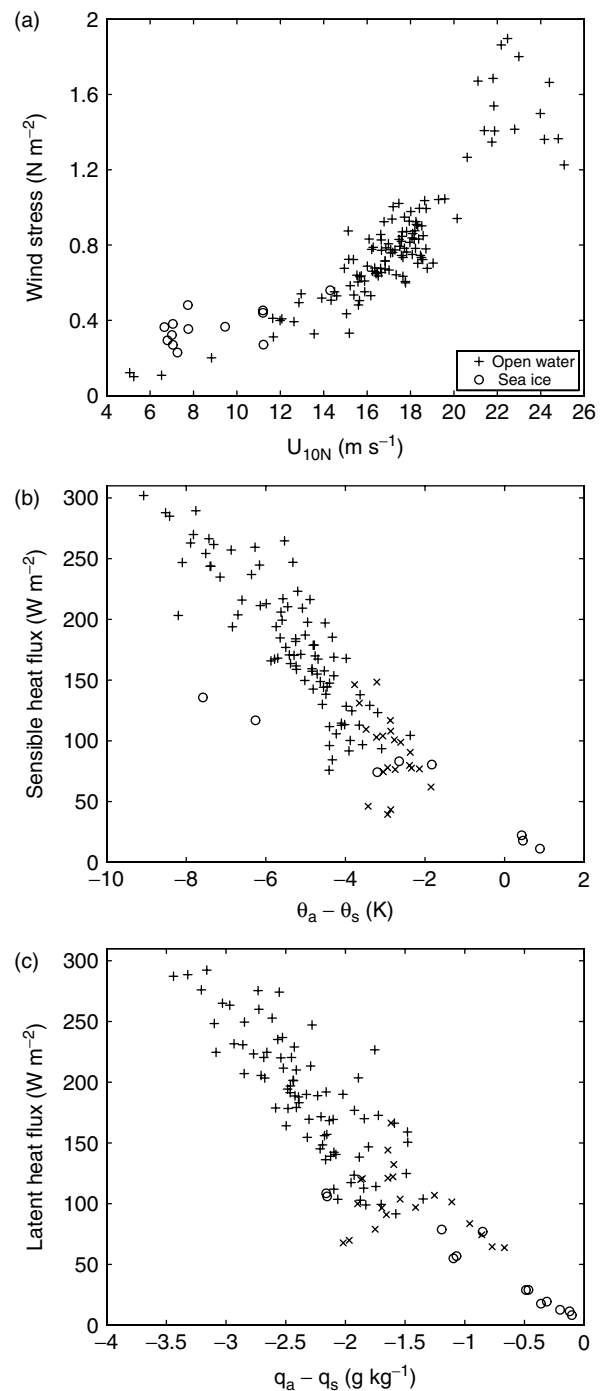 (a)
2
1.6
1.2
0.8
0.4
0
Wind stress (N m⁻²)
+ Open water
○ Sea ice
4 6 8 10 12 14 16 18 20 22 24 26
U₁₀N (m s⁻¹)
(b)
300
250
200
150
100
50
0
Sensible heat flux (W m⁻²)
−10 −8 −6 −4 −2 0 2
θₐ − θₛ (K)
(c)
300
250
200
150
100
50
0
Latent heat flux (W m⁻²)
−4 −3.5 −3 −2.5 −2 −1.5 −1 −0.5 0
qₐ − qₛ (g kg⁻¹)